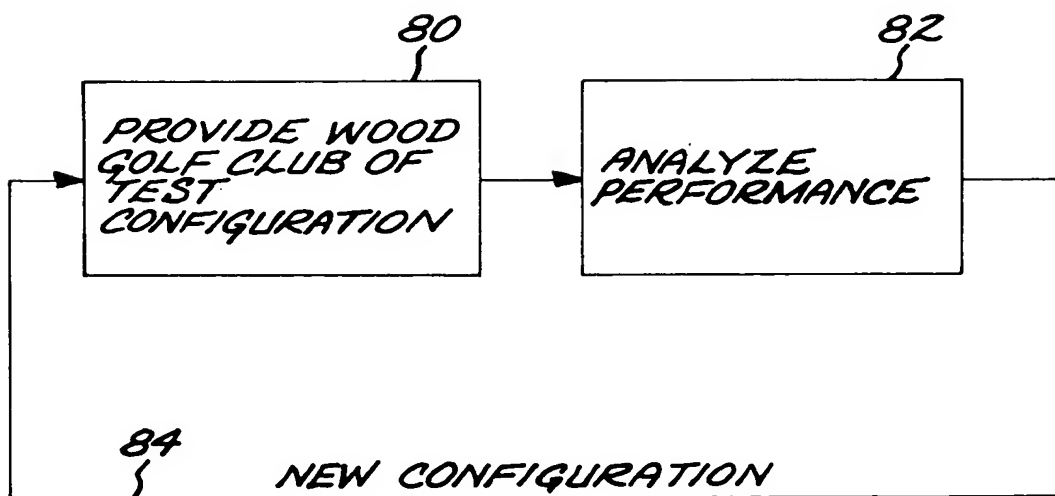 80
82
PROVIDE WOOD
GOLF CLUB OF
TEST
CONFIGURATION
ANALYZE
PERFORMANCE
84
NEW CONFIGURATION